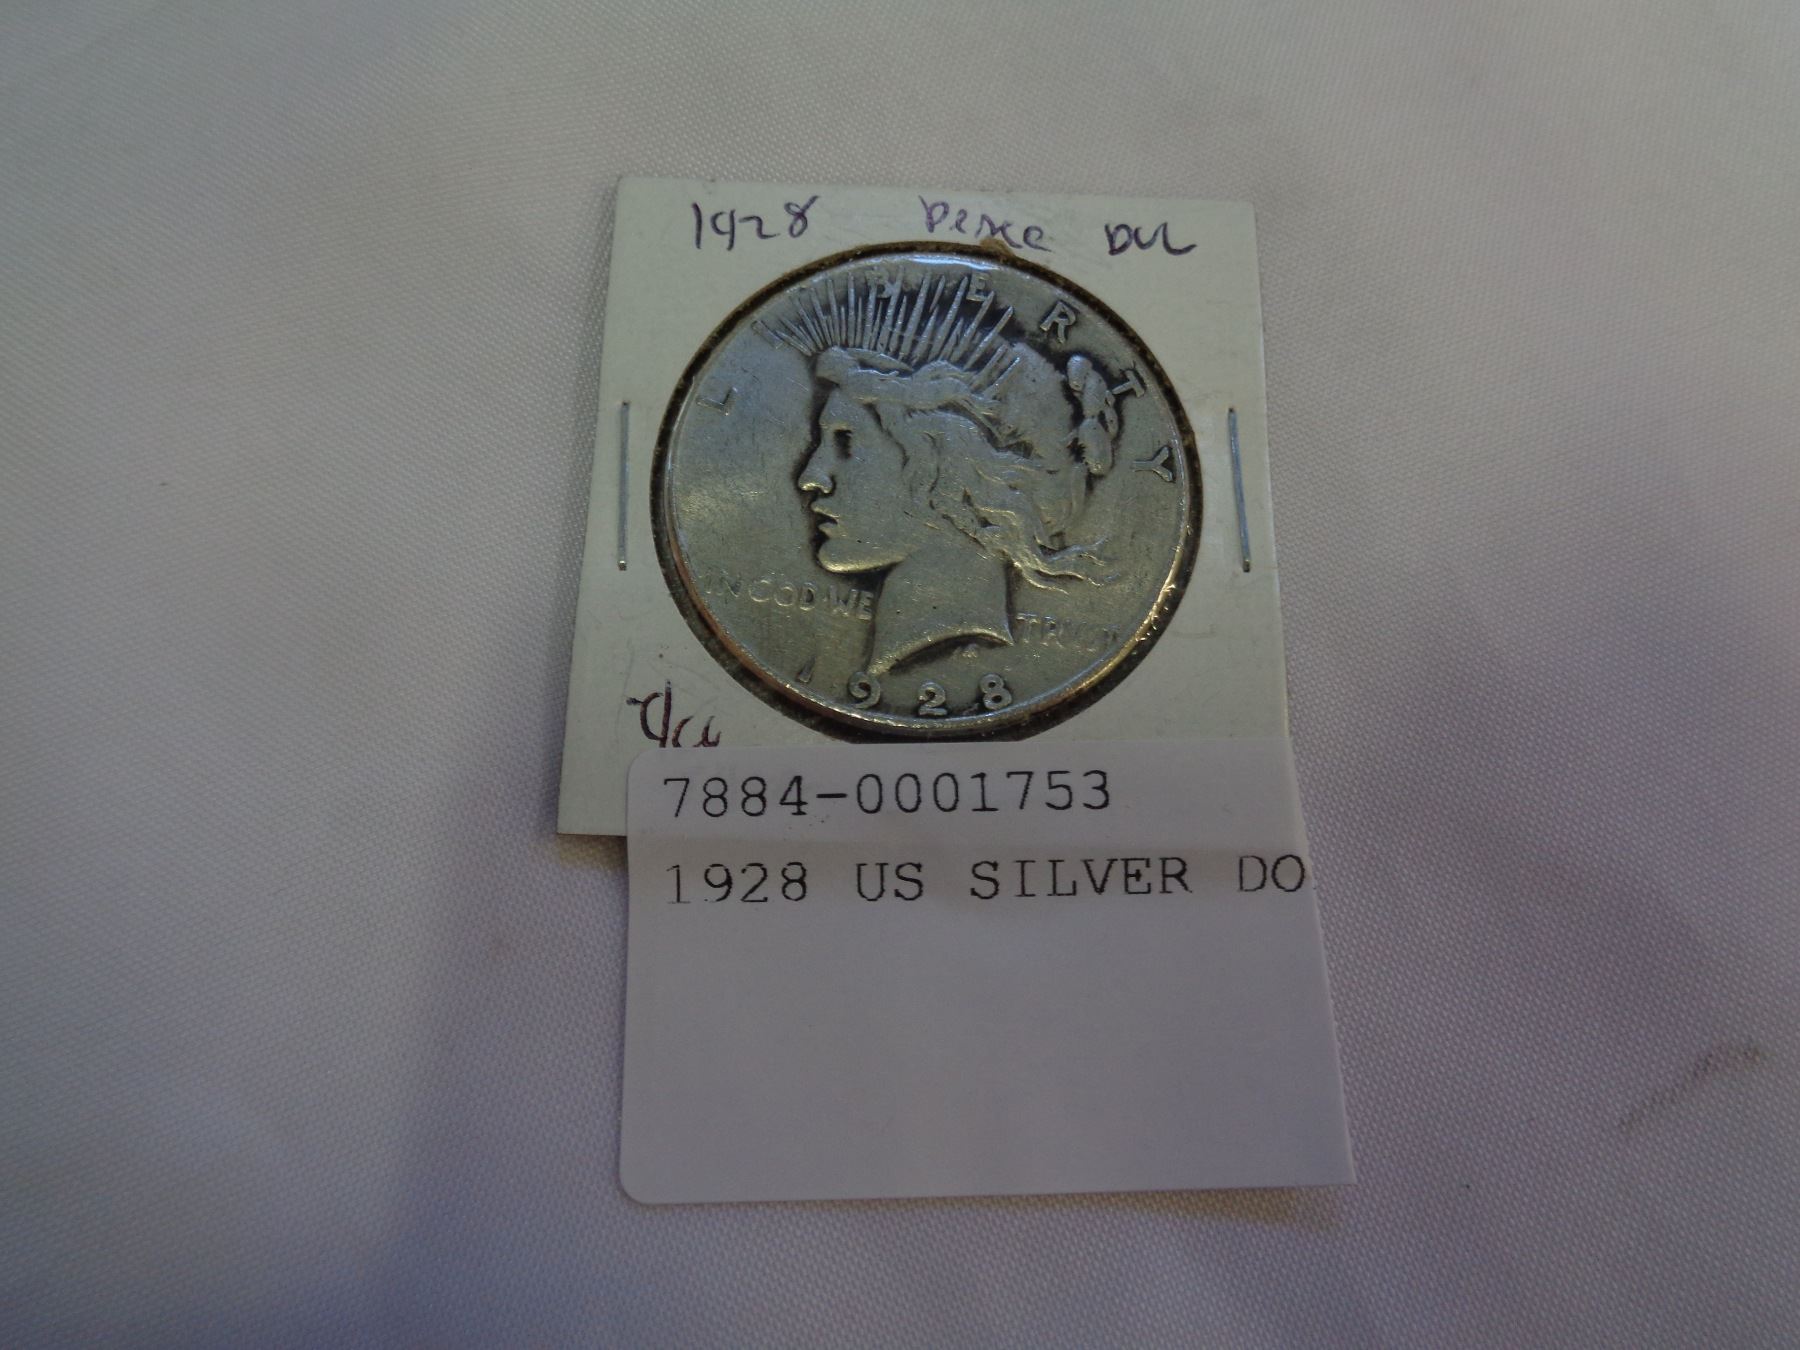 1928 Peace DOL
LIBERTY
IN GOD WE TRUST
1928
7884-0001753
1928 US SILVER DO